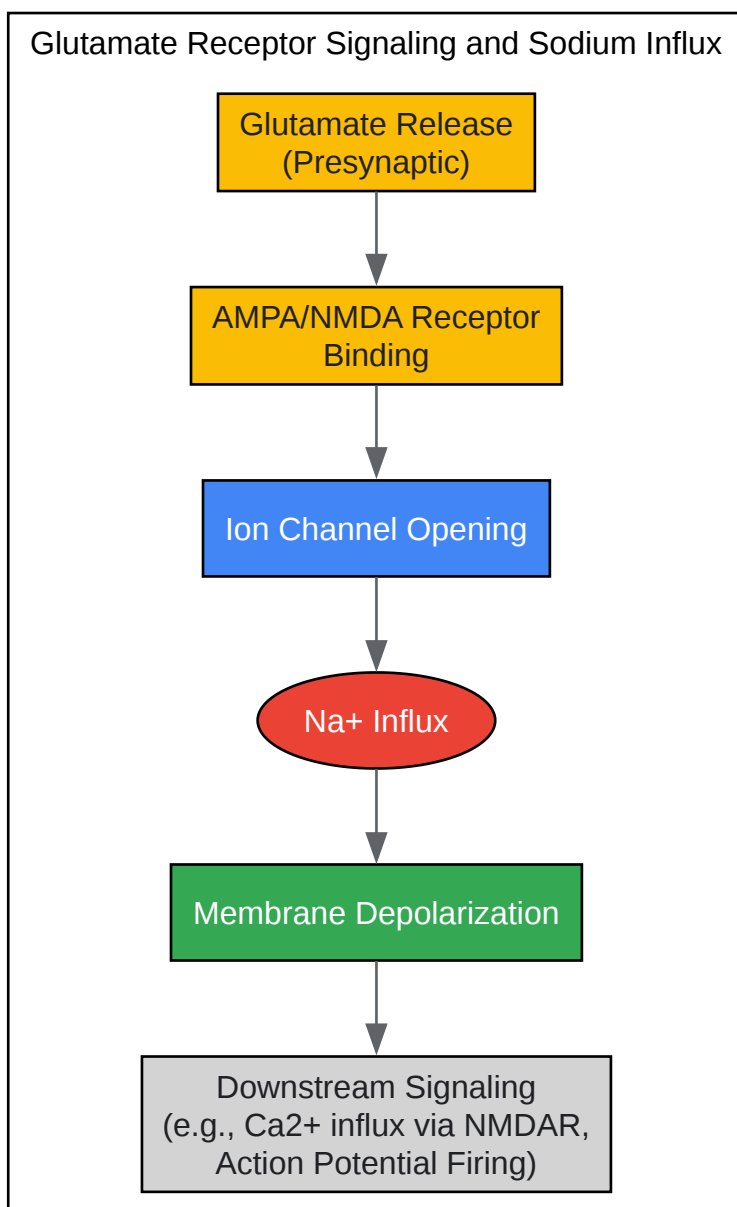 Glutamate Receptor Signaling and Sodium Influx
Glutamate Release
(Presynaptic)
AMPA/NMDA Receptor
Binding
Ion Channel Opening
Na+ Influx
Membrane Depolarization
Downstream Signaling
(e.g., Ca2+ influx via NMDAR,
Action Potential Firing)